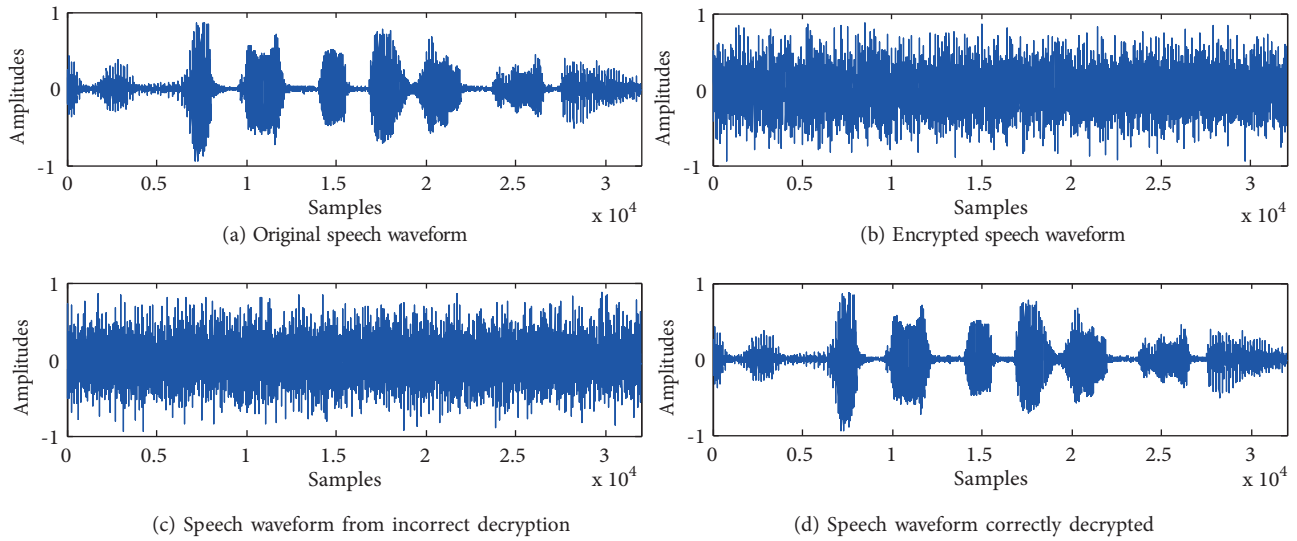 1
0
-1
Amplitudes
0 0.5 1 1.5 2 2.5 3
Samples
x 10^4
(a) Original speech waveform
1
0
-1
Amplitudes
0 0.5 1 1.5 2 2.5 3
Samples
x 10^4
(b) Encrypted speech waveform
1
0
-1
Amplitudes
0 0.5 1 1.5 2 2.5 3
Samples
x 10^4
(c) Speech waveform from incorrect decryption
1
0
-1
Amplitudes
0 0.5 1 1.5 2 2.5 3
Samples
x 10^4
(d) Speech waveform correctly decrypted